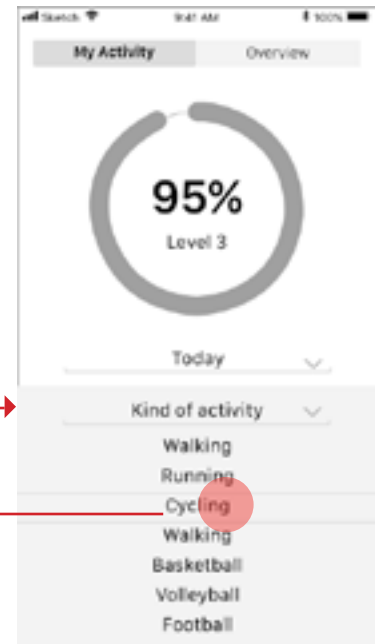 Sketch 9:41 AM 100%
My Activity Overview
95%
Level 3
Today
Kind of activity
Walking
Running
Cycling
Walking
Basketball
Volleyball
Football